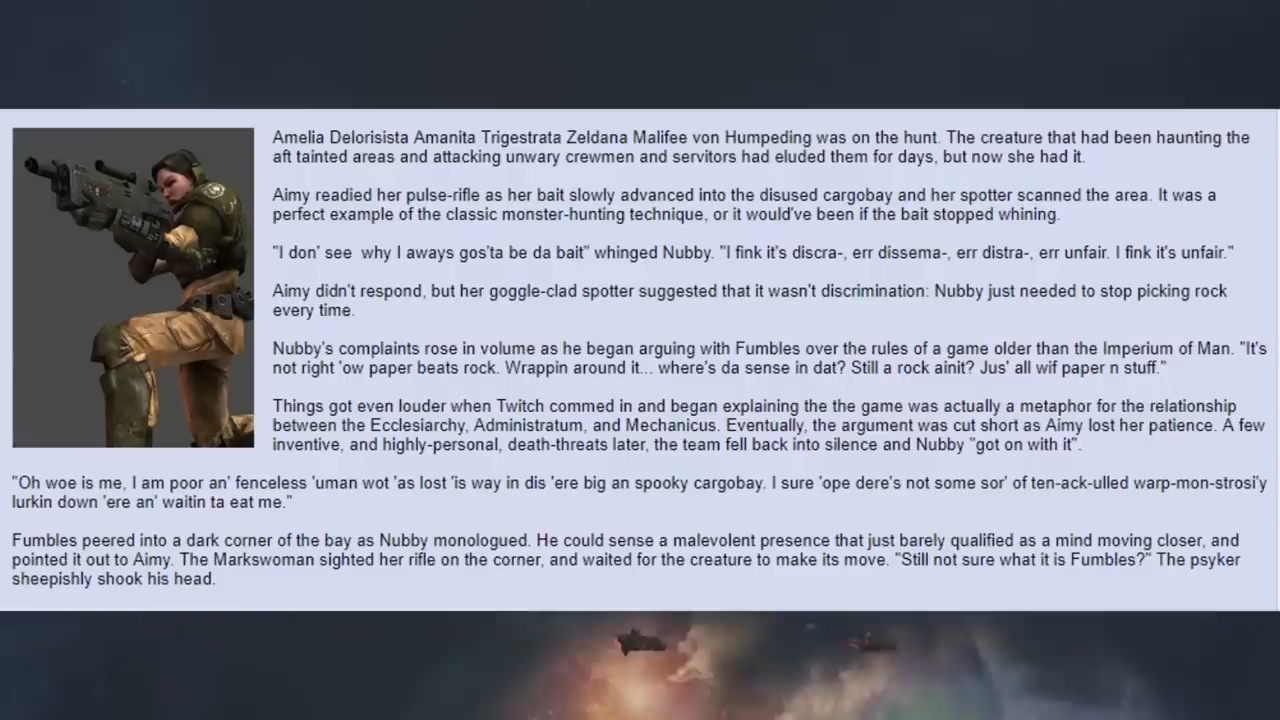 Amelia Delorisista Amanita Trigestrata Zeldana Malifee von Humpeding was on the hunt. The creature that had been haunting the
aft tainted areas and attacking unwary crewmen and servitors had eluded them for days, but now she had it.
Aimy readied her pulse-rifle as her bait slowly advanced into the disused cargobay and her spotter scanned the area. It was a
perfect example of the classic monster-hunting technique, or it would've been if the bait stopped whining.
"I don' see  why I aways gos'ta be da bait" whinged Nubby. "I fink it's discra-, err dissema-, err distra-, err unfair. I fink it's unfair."
Aimy didn't respond, but her goggle-clad spotter suggested that it wasn't discrimination: Nubby just needed to stop picking rock
every time.
Nubby's complaints rose in volume as he began arguing with Fumbles over the rules of a game older than the Imperium of Man. "It's
not right 'ow paper beats rock. Wrappin around it... where's da sense in dat? Still a rock ainit? Jus' all wif paper n stuff."
Things got even louder when Twitch commed in and began explaining the the game was actually a metaphor for the relationship
between the Ecclesiarchy, Administratum, and Mechanicus. Eventually, the argument was cut short as Aimy lost her patience. A few
inventive, and highly-personal, death-threats later, the team fell back into silence and Nubby "got on with it".
"Oh woe is me, I am poor an' fenceless 'uman wot 'as lost 'is way in dis 'ere big an spooky cargobay. I sure 'ope dere's not some sor' of ten-ack-ulled warp-mon-strosi'y
lurkin down 'ere an' waitin ta eat me."
Fumbles peered into a dark corner of the bay as Nubby monologued. He could sense a malevolent presence that just barely qualified as a mind moving closer, and
pointed it out to Aimy. The Markswoman sighted her rifle on the corner, and waited for the creature to make its move. "Still not sure what it is Fumbles?" The psyker
sheepishly shook his head.